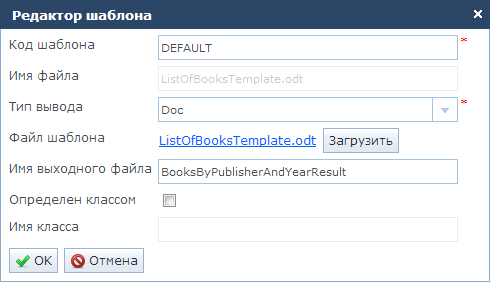 Редактор шаблона
Код шаблона DEFAULT *
Имя файла ListOfBooksTemplate.odt
Тип вывода Doc *
Файл шаблона ListOfBooksTemplate.odt Загрузить
Имя выходного файла BooksByPublisherAndYearResult
Определен классом
Имя класса
OK Отмена